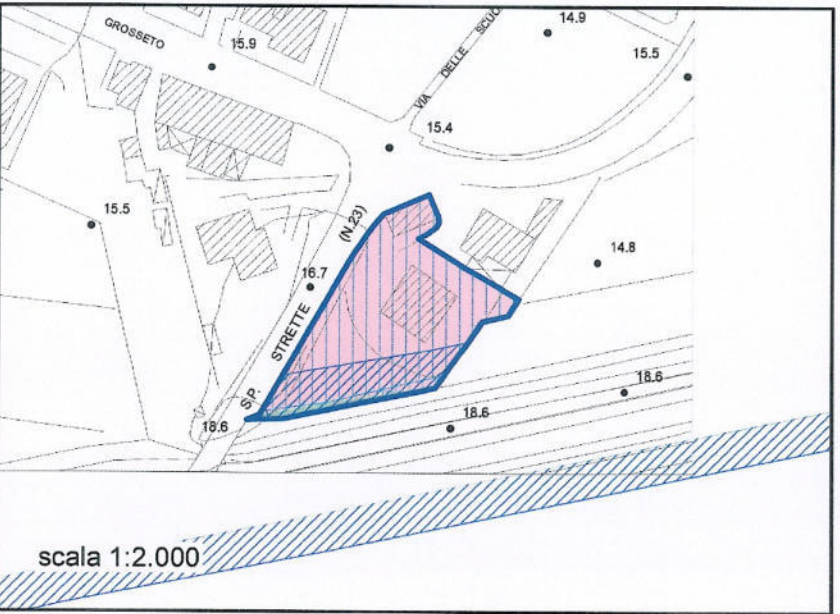 GROSSETO
15.9
14.9
15.5
VIA DELLE SCUO
15.4
15.5
(N.23)
14.8
16.7
S.P. STRETTE
18.6
18.6
18.6
scala 1:2.000